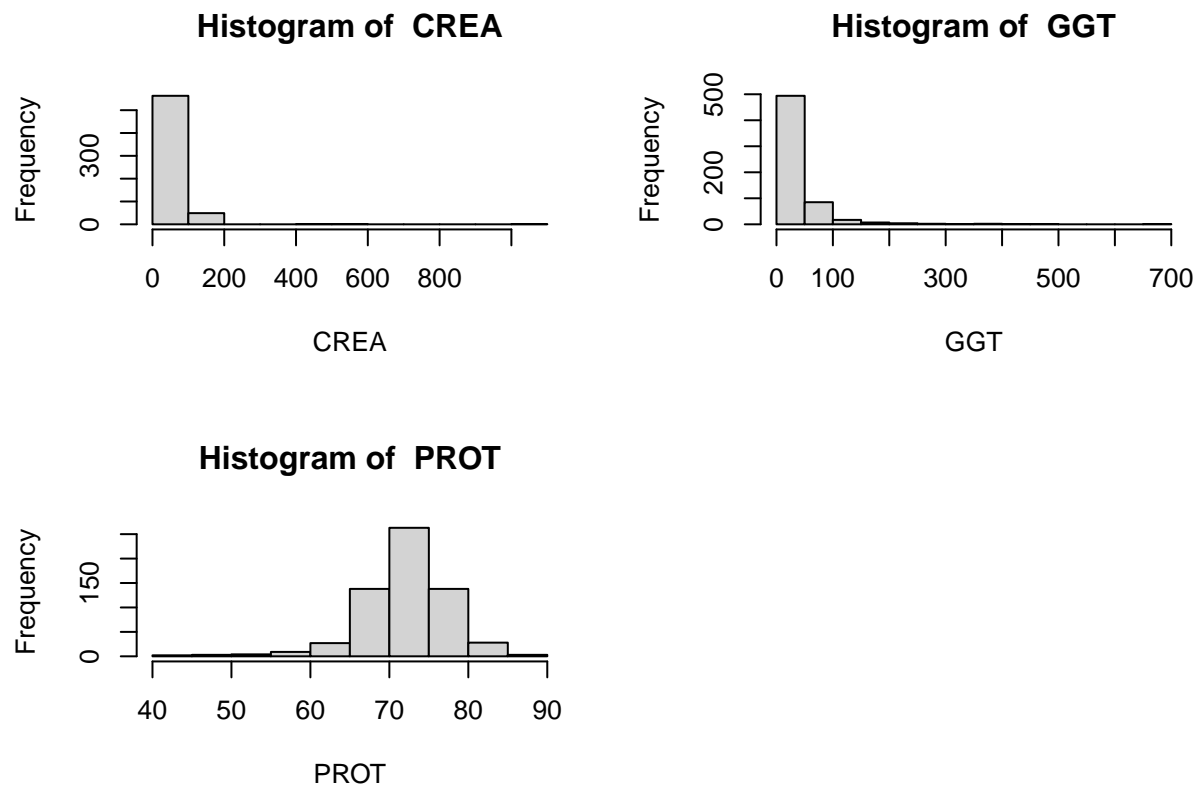 Histogram of  CREA
Frequency
0
300
0 200 400 600 800
CREA
Histogram of  GGT
Frequency
0
200
500
0 100 300 500 700
GGT
Histogram of  PROT
Frequency
0
150
40 50 60 70 80 90
PROT